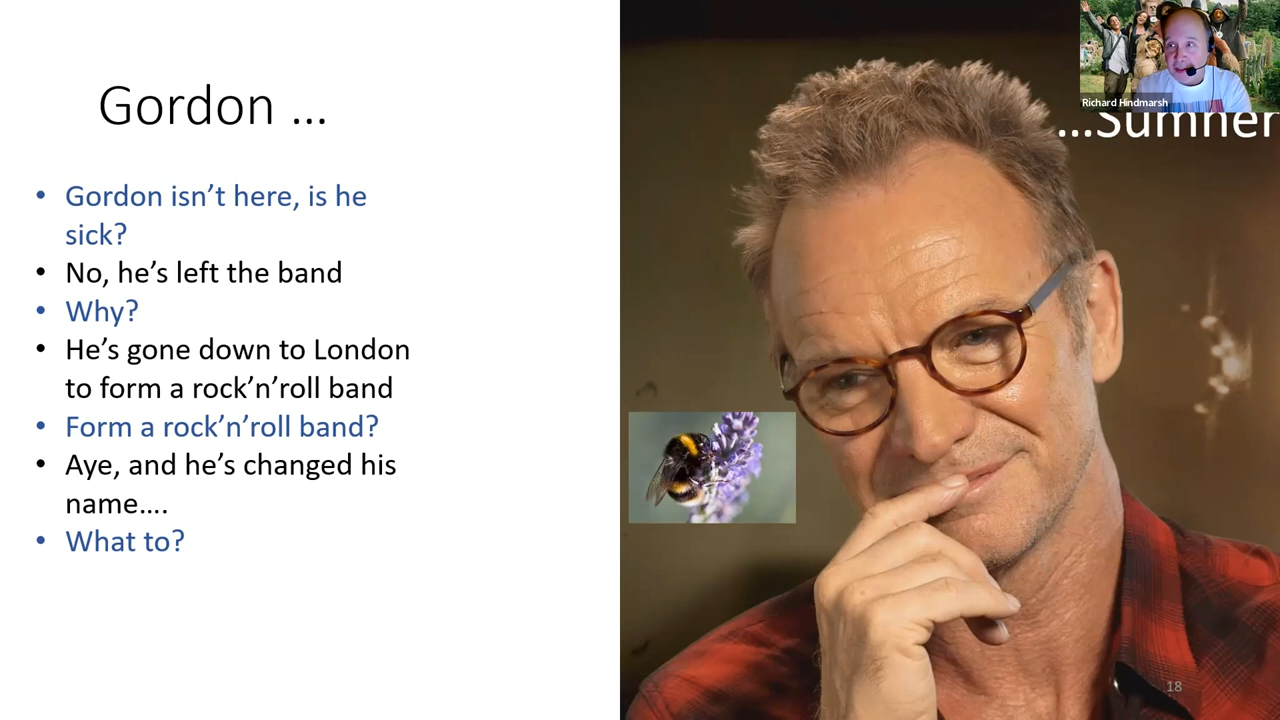 Gordon …
Gordon isn’t here, is he
sick?
No, he’s left the band
Why?
He’s gone down to London
to form a rock’n’roll band
Form a rock’n’roll band?
Aye, and he’s changed his
name….
What to?
Richard Hindmarsh
…Sumner
18